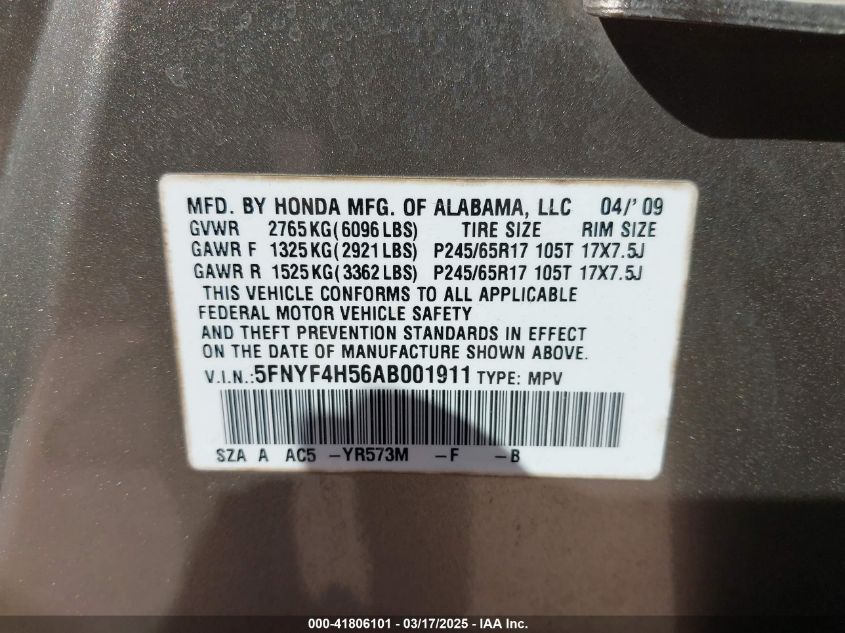 MFD. BY HONDA MFG. OF ALABAMA, LLC 04/' 09
GVWR 2765KG(6096LBS) TIRE SIZE RIM SIZE
GAWR F 1325KG(2921LBS) P245/65R17 105T 17X7.5J
GAWR R 1525KG(3362LBS) P245/65R17 105T 17X7.5J
THIS VEHICLE CONFORMS TO ALL APPLICABLE
FEDERAL MOTOR VEHICLE SAFETY
AND THEFT PREVENTION STANDARDS IN EFFECT
ON THE DATE OF MANUFACTURE SHOWN ABOVE.
V.I.N.:5FNYF4H56AB001911 TYPE: MPV
SZA A AC5 -YR573M -F -B
000-41806101 - 03/17/2025 - IAA Inc.